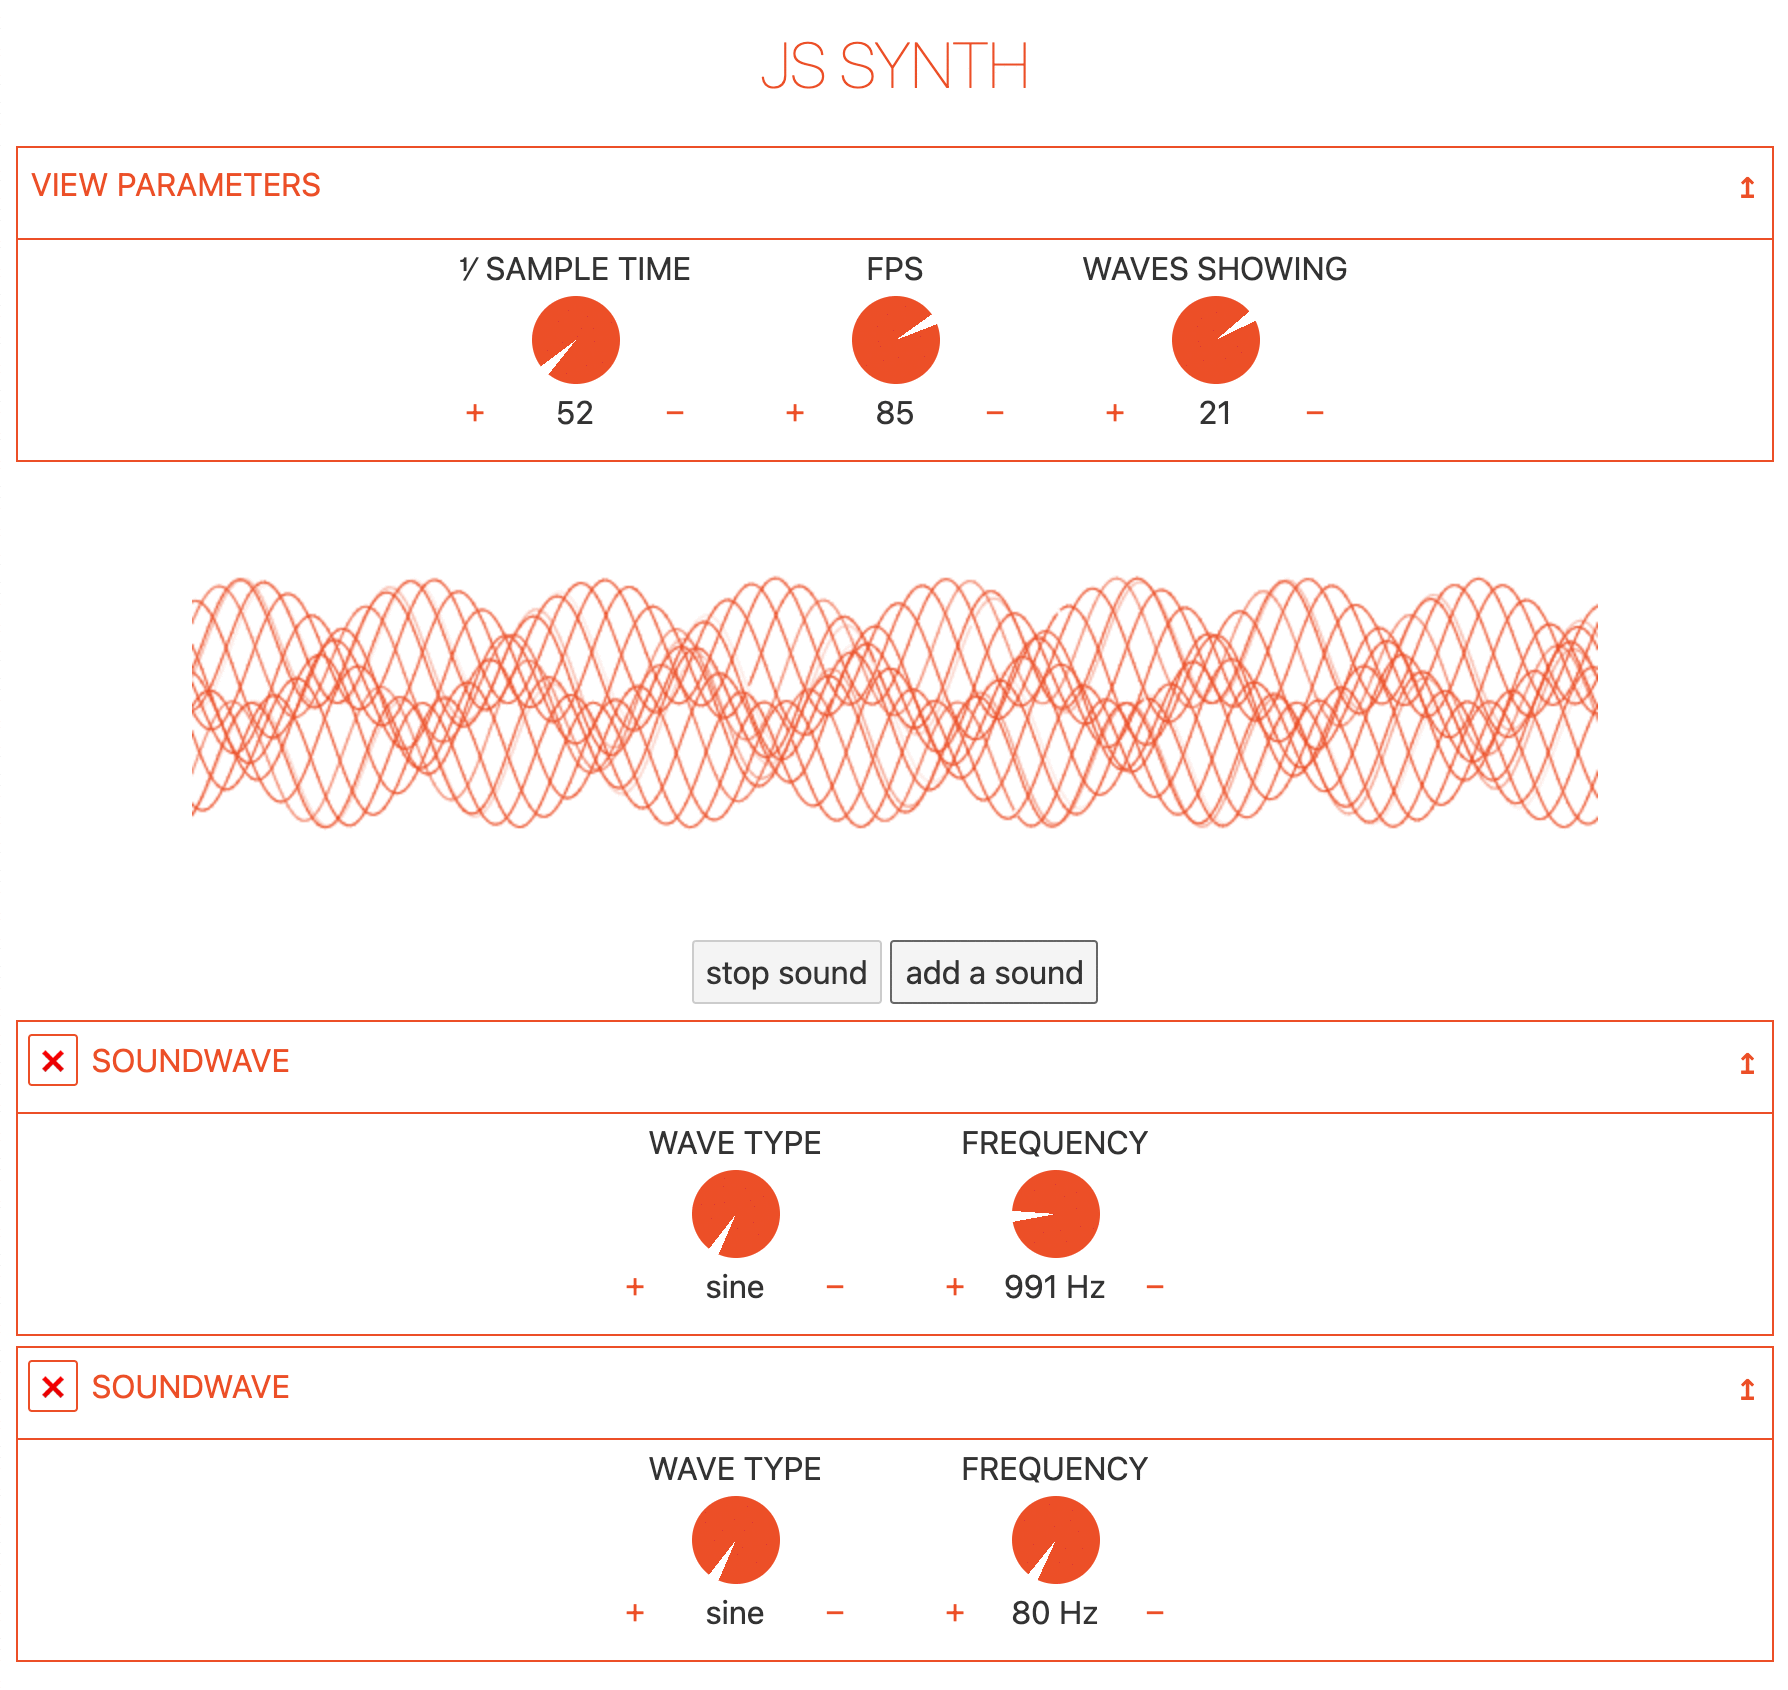 JS SYNTH
VIEW PARAMETERS ↥
⅟ SAMPLE TIME FPS WAVES SHOWING
+ 52 − + 85 − + 21 −
stop sound add a sound
× SOUNDWAVE ↥
WAVE TYPE FREQUENCY
+ sine − + 991 Hz −
× SOUNDWAVE ↥
WAVE TYPE FREQUENCY
+ sine − + 80 Hz −